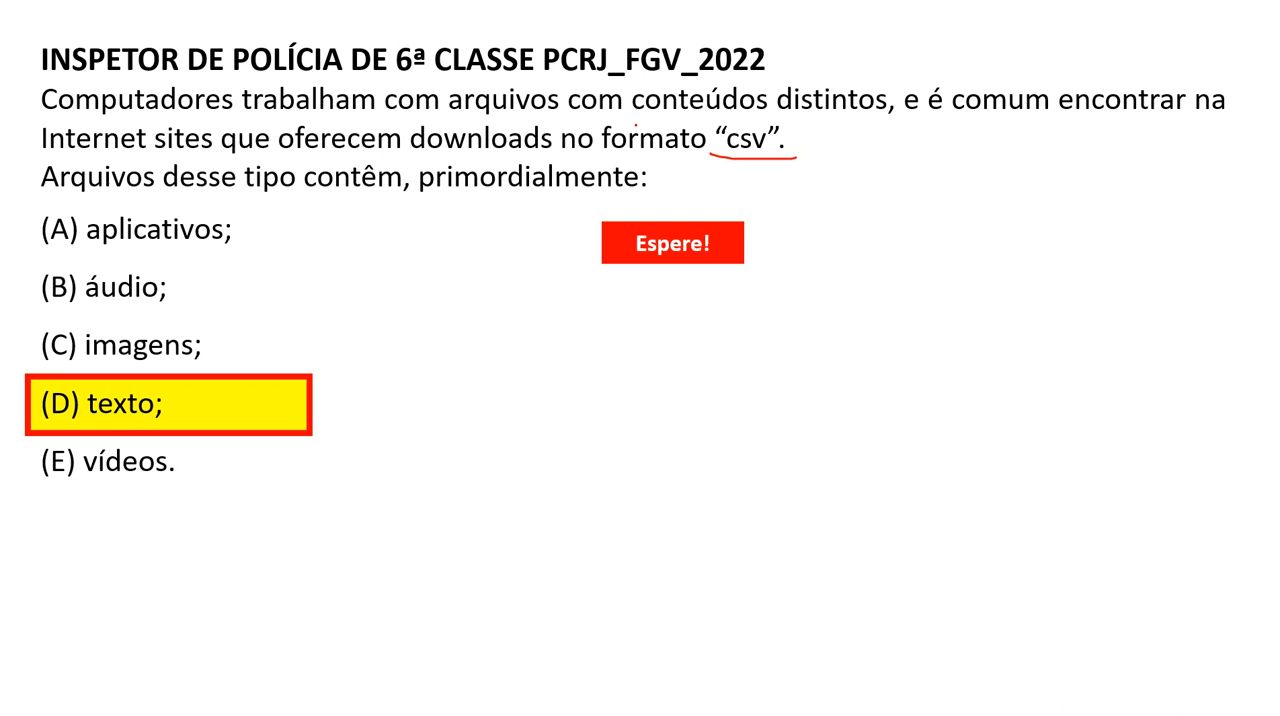 INSPETOR DE POLÍCIA DE 6ª CLASSE PCRJ_FGV_2022
Computadores trabalham com arquivos com conteúdos distintos, e é comum encontrar na
Internet sites que oferecem downloads no formato “csv”.
Arquivos desse tipo contêm, primordialmente:
(A) aplicativos;
Espere!
(B) áudio;
(C) imagens;
(D) texto;
(E) vídeos.